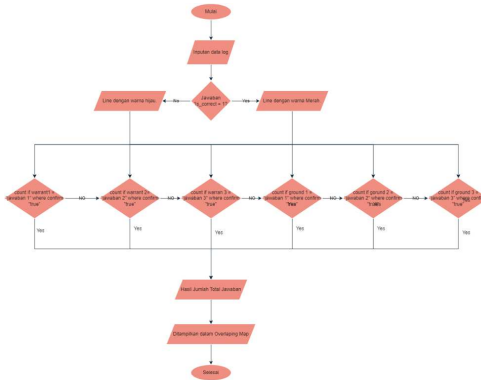 Mulai
Inputan data log
Jawaban
"is_correct = 1"
Line dengan warna hijau
No
Yes
Line dengan warna Merah
count if warrant1 =
jawaban 1" where confirm
"true"
NO
count if warrant 2=
jawaban 2" where confirm
"true"
NO
count if warran 3 =
jawaban 3" where confirm
"true"
NO
count if ground 1 =
jawaban 1" where confirm
"true"
NO
count if ground 2 =
jawaban 2" where confirm
NO
count if ground 3 =
jawaban 3" where confirm
"true"
Yes
Yes
Yes
Yes
Yes
Yes
Hasil Jumlah Total Jawaban
Ditampilkan dalam Overlaping Map
Selesai